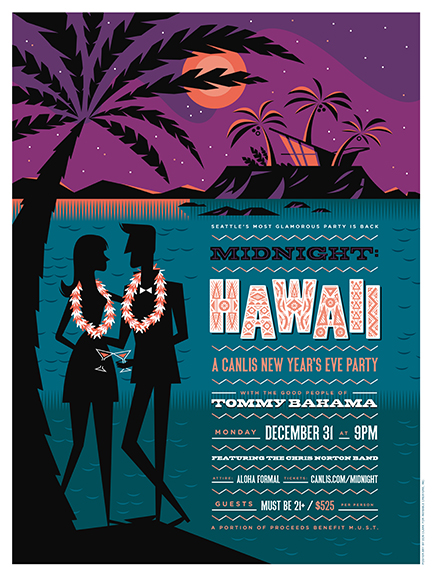 SEATTLE'S MOST GLAMOROUS PARTY IS BACK
MIDNIGHT:
HAWAII
A CANLIS NEW YEAR'S EVE PARTY
WITH THE GOOD PEOPLE OF
TOMMY BAHAMA
MONDAY DECEMBER 31 AT 9PM
FEATURING THE CHRIS NORTON BAND
ATTIRE: ALOHA FORMAL TICKETS: CANLIS.COM/MIDNIGHT
GUESTS MUST BE 21+ / $525 PER PERSON
A PORTION OF PROCEEDS BENEFIT M.U.S.T.